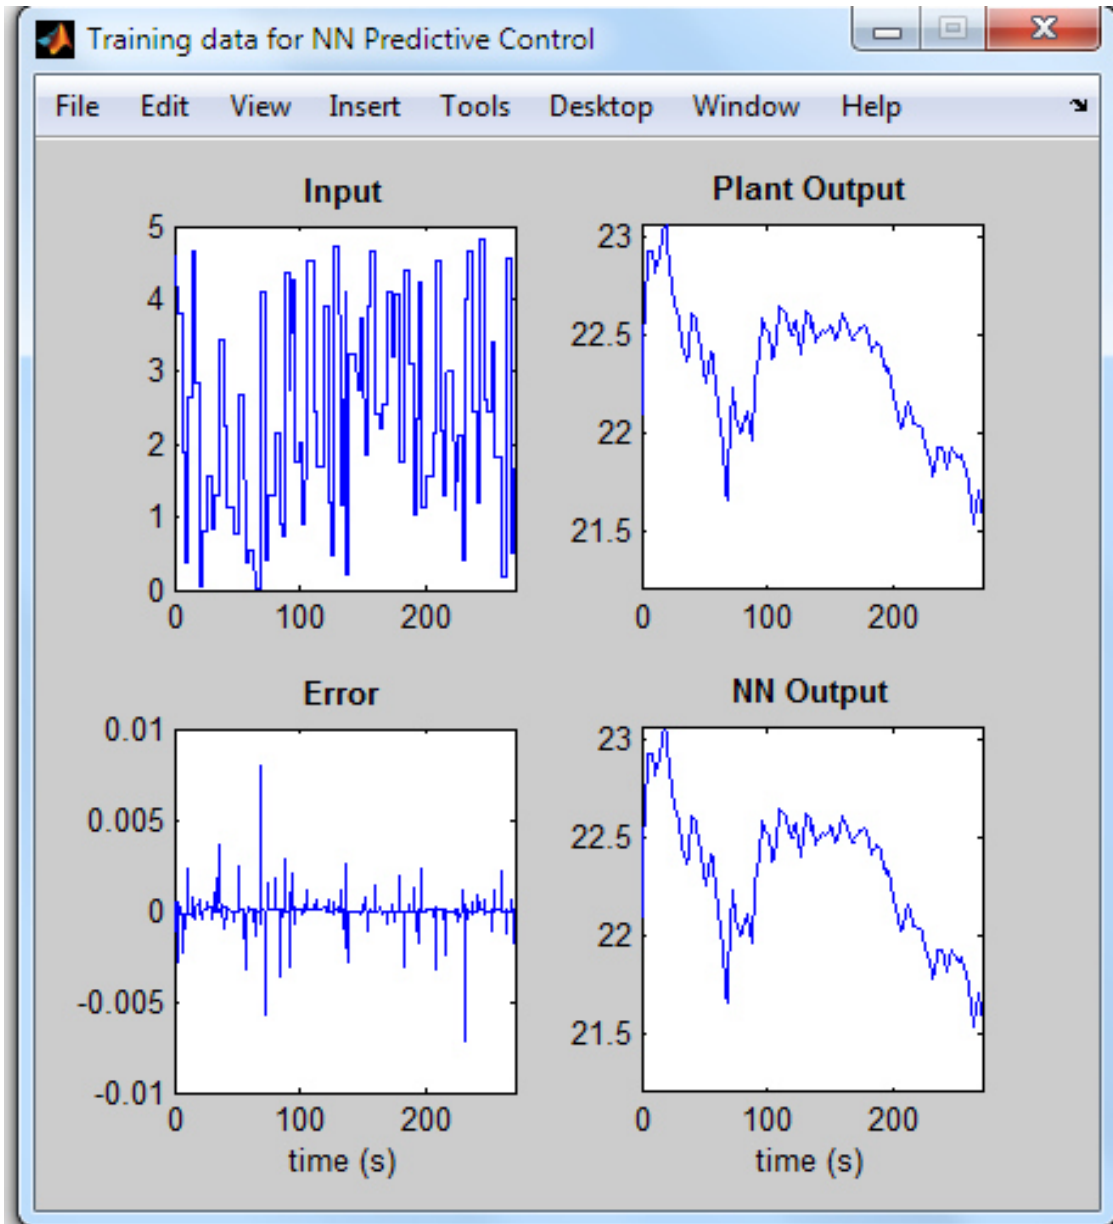 Training data for NN Predictive Control
File Edit View Insert Tools Desktop Window Help
Input
5
4
3
2
1
0
0 100 200
Plant Output
23
22.5
22
21.5
0 100 200
Error
0.01
0.005
0
-0.005
-0.01
0 100 200
time (s)
NN Output
23
22.5
22
21.5
0 100 200
time (s)